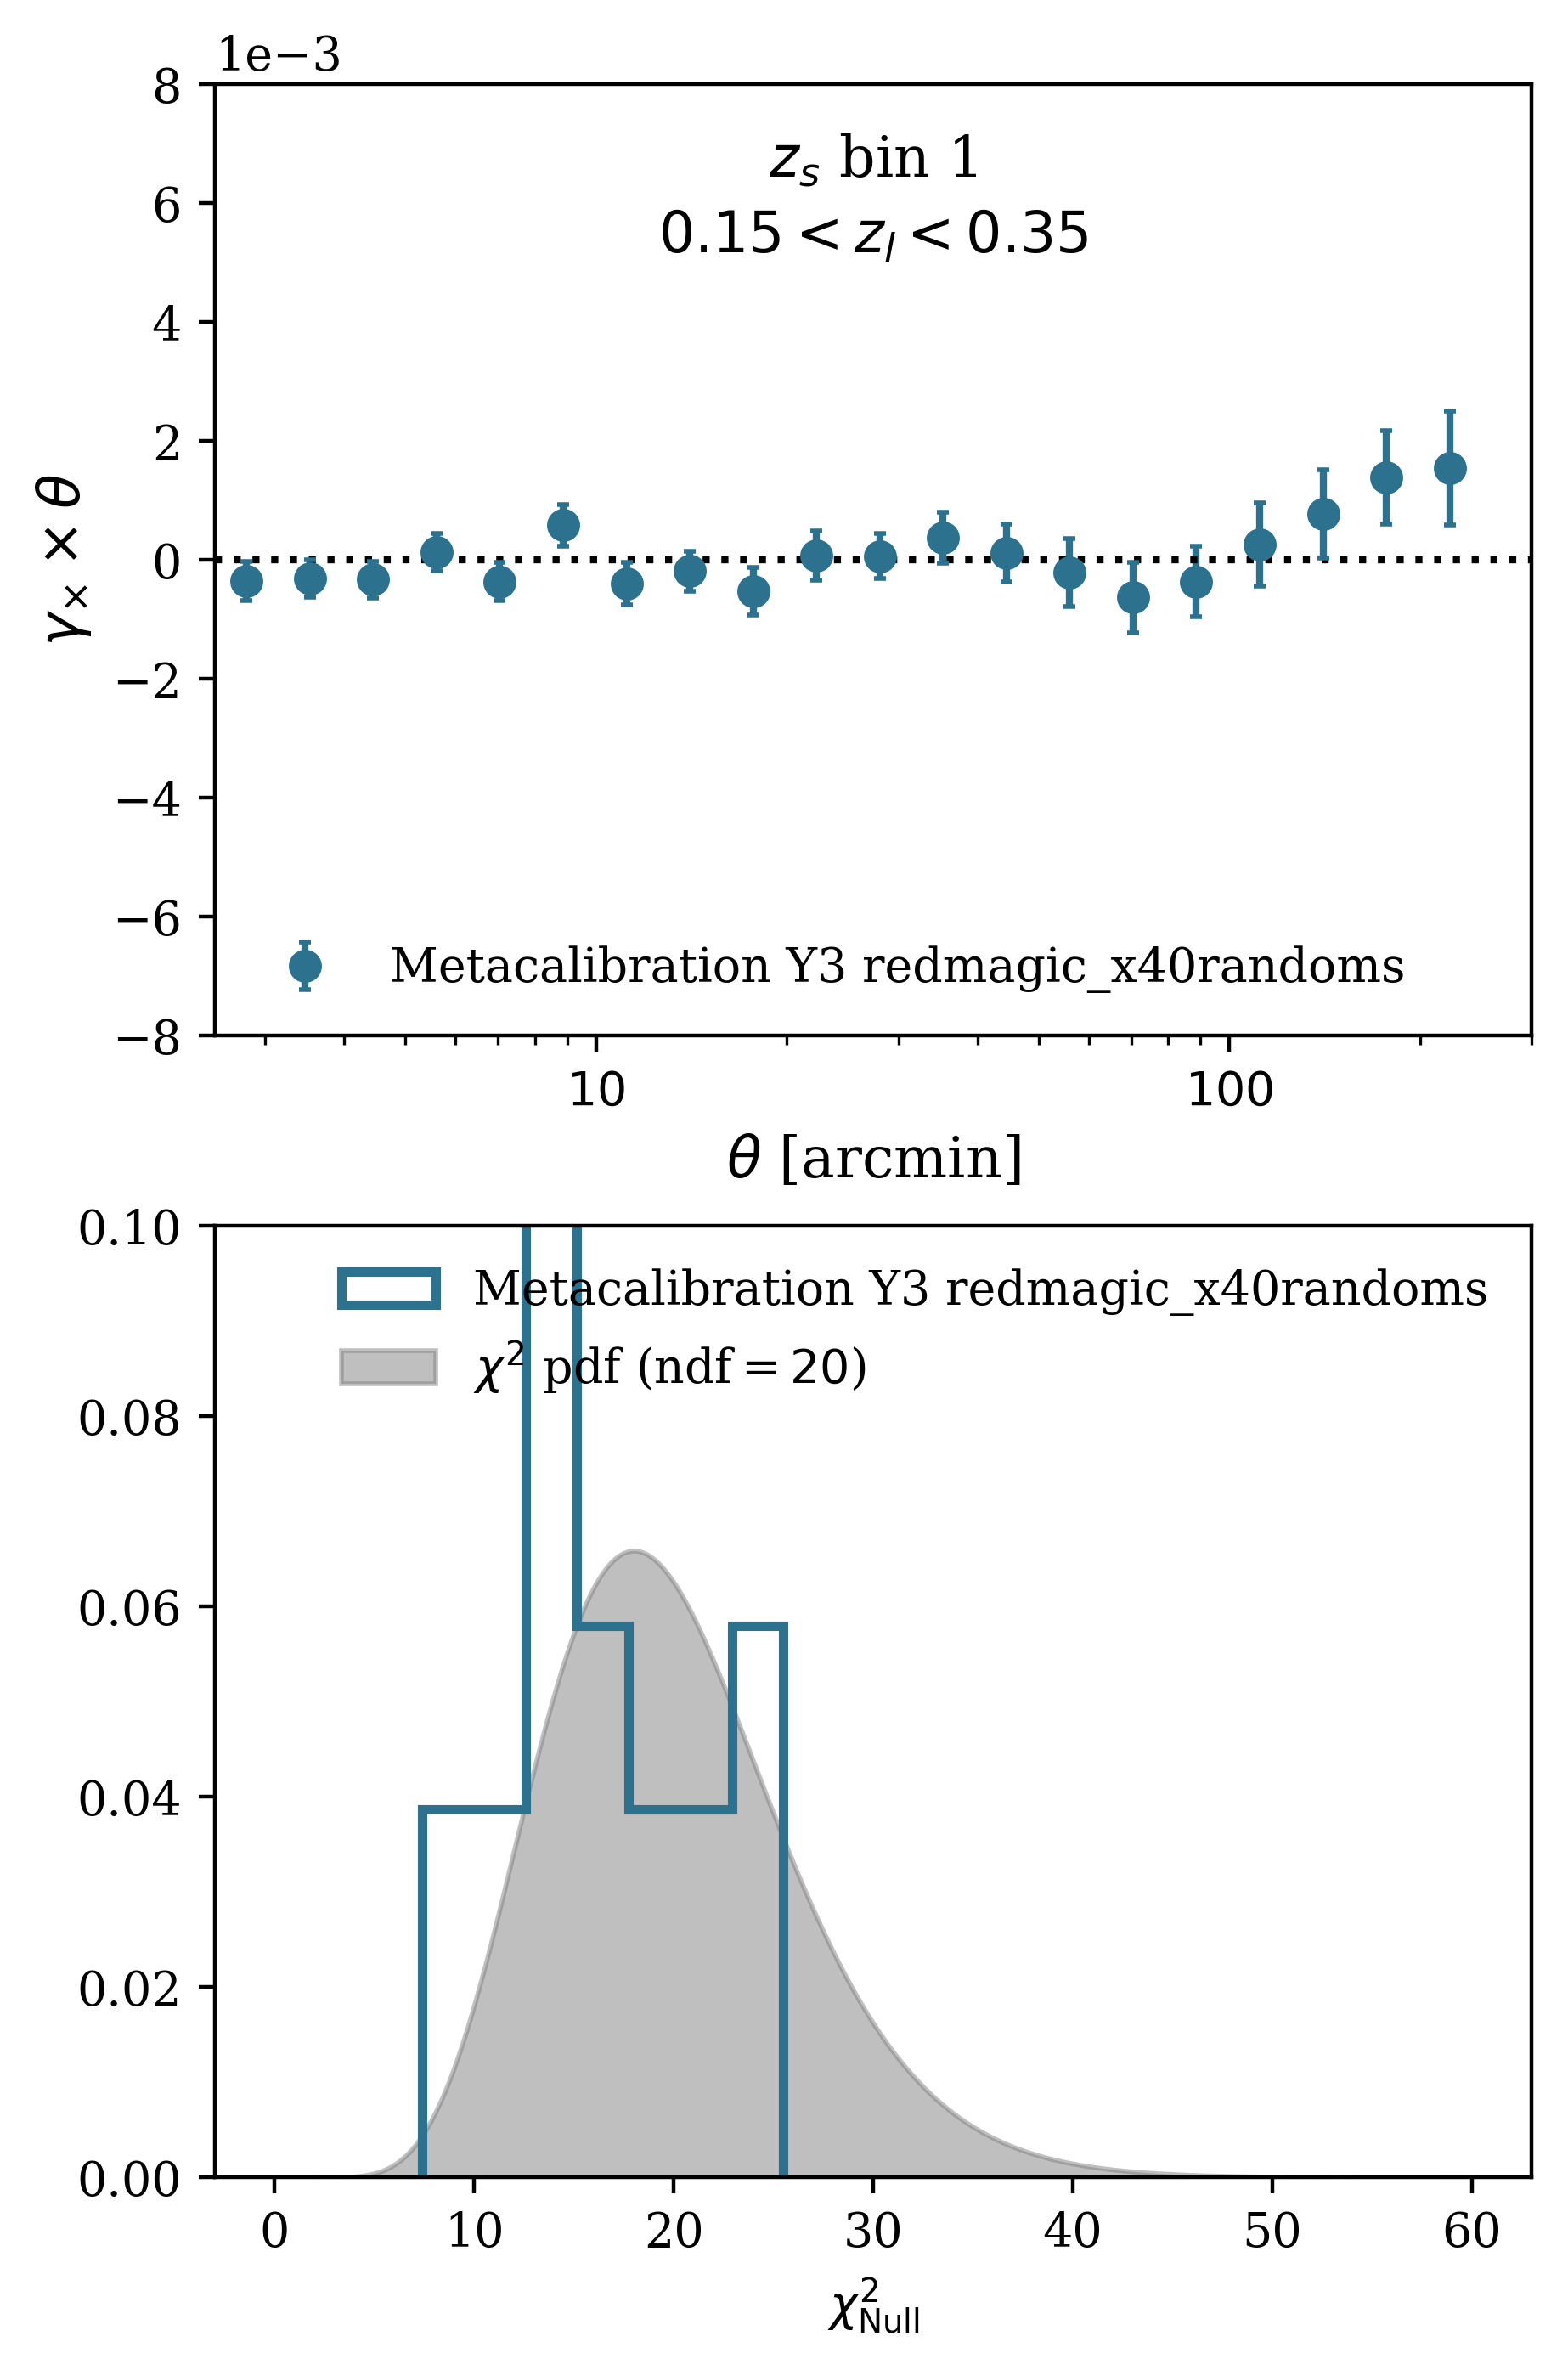 1e−3
8
6
4
2
0
−2
−4
−6
−8
γ× × θ
z_s bin 1
0.15 < z_l < 0.35
Metacalibration Y3 redmagic_x40randoms
10 100
θ [arcmin]
0.10
0.08
0.06
0.04
0.02
0.00
Metacalibration Y3 redmagic_x40randoms
χ² pdf (ndf = 20)
0 10 20 30 40 50 60
χ²Null